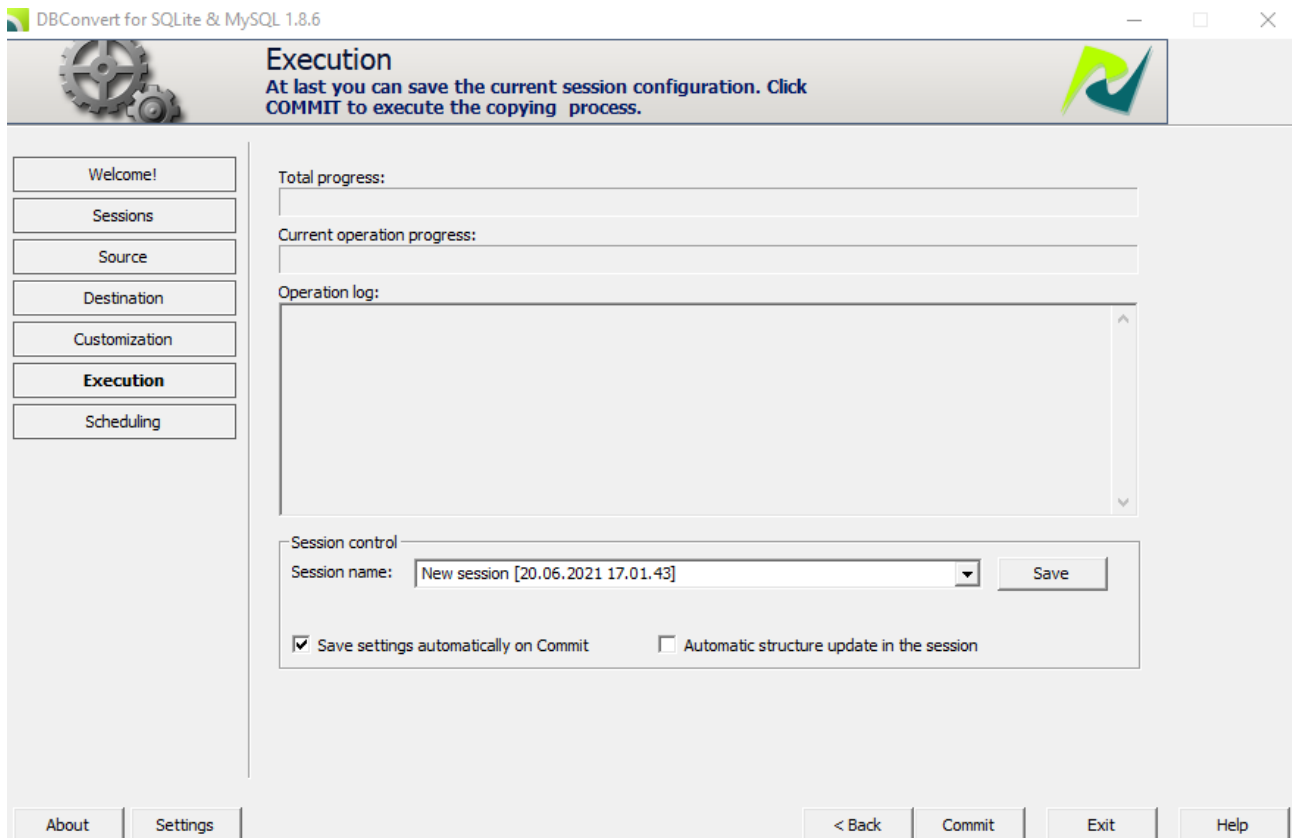 DBConvert for SQLite & MySQL 1.8.6
Execution
At last you can save the current session configuration. Click
COMMIT to execute the copying process.
Welcome!
Sessions
Source
Destination
Customization
Execution
Scheduling
Total progress:
Current operation progress:
Operation log:
Session control
Session name:
New session [20.06.2021 17.01.43]
Save
Save settings automatically on Commit
Automatic structure update in the session
About
Settings
< Back
Commit
Exit
Help